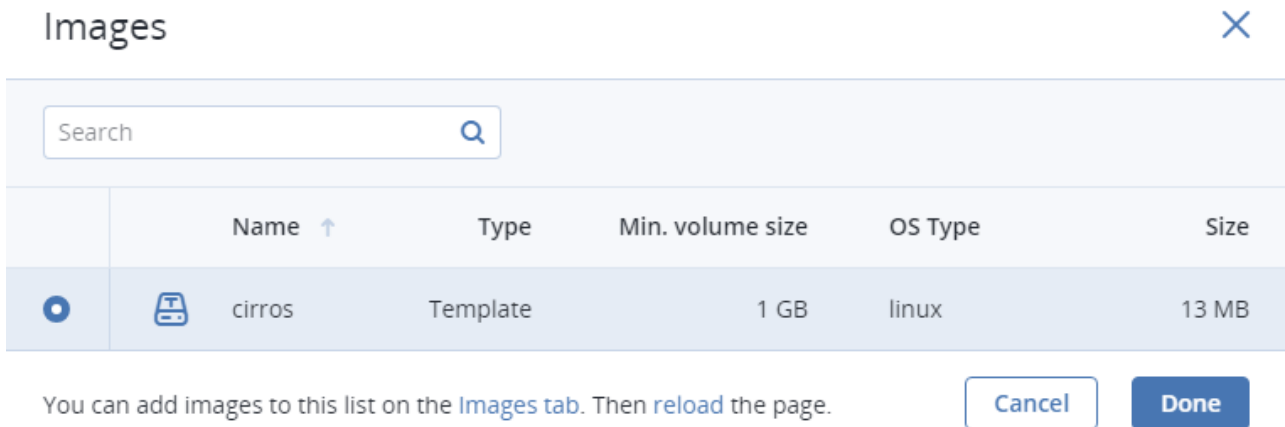 Images
Search
Name Type Min. volume size OS Type Size
cirros Template 1 GB linux 13 MB
You can add images to this list on the Images tab. Then reload the page. Cancel Done